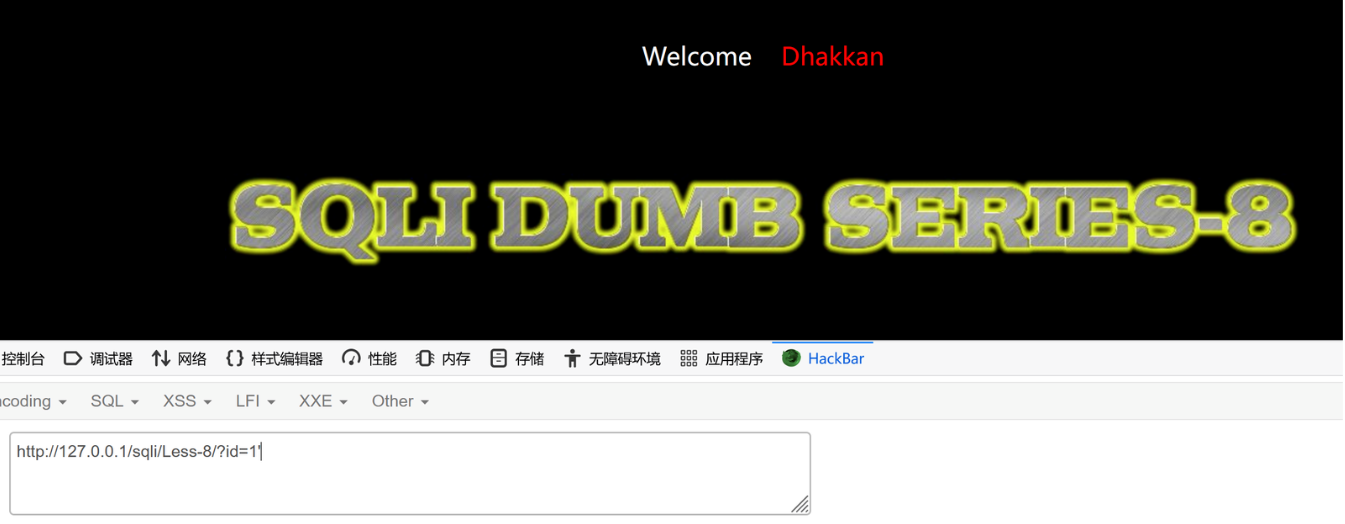 Welcome Dhakkan
SQLI DUMB SERIES-8
控制台 调试器 网络 样式编辑器 性能 内存 存储 无障碍环境 应用程序 HackBar
coding SQL XSS LFI XXE Other
http://127.0.0.1/sqli/Less-8/?id=1'